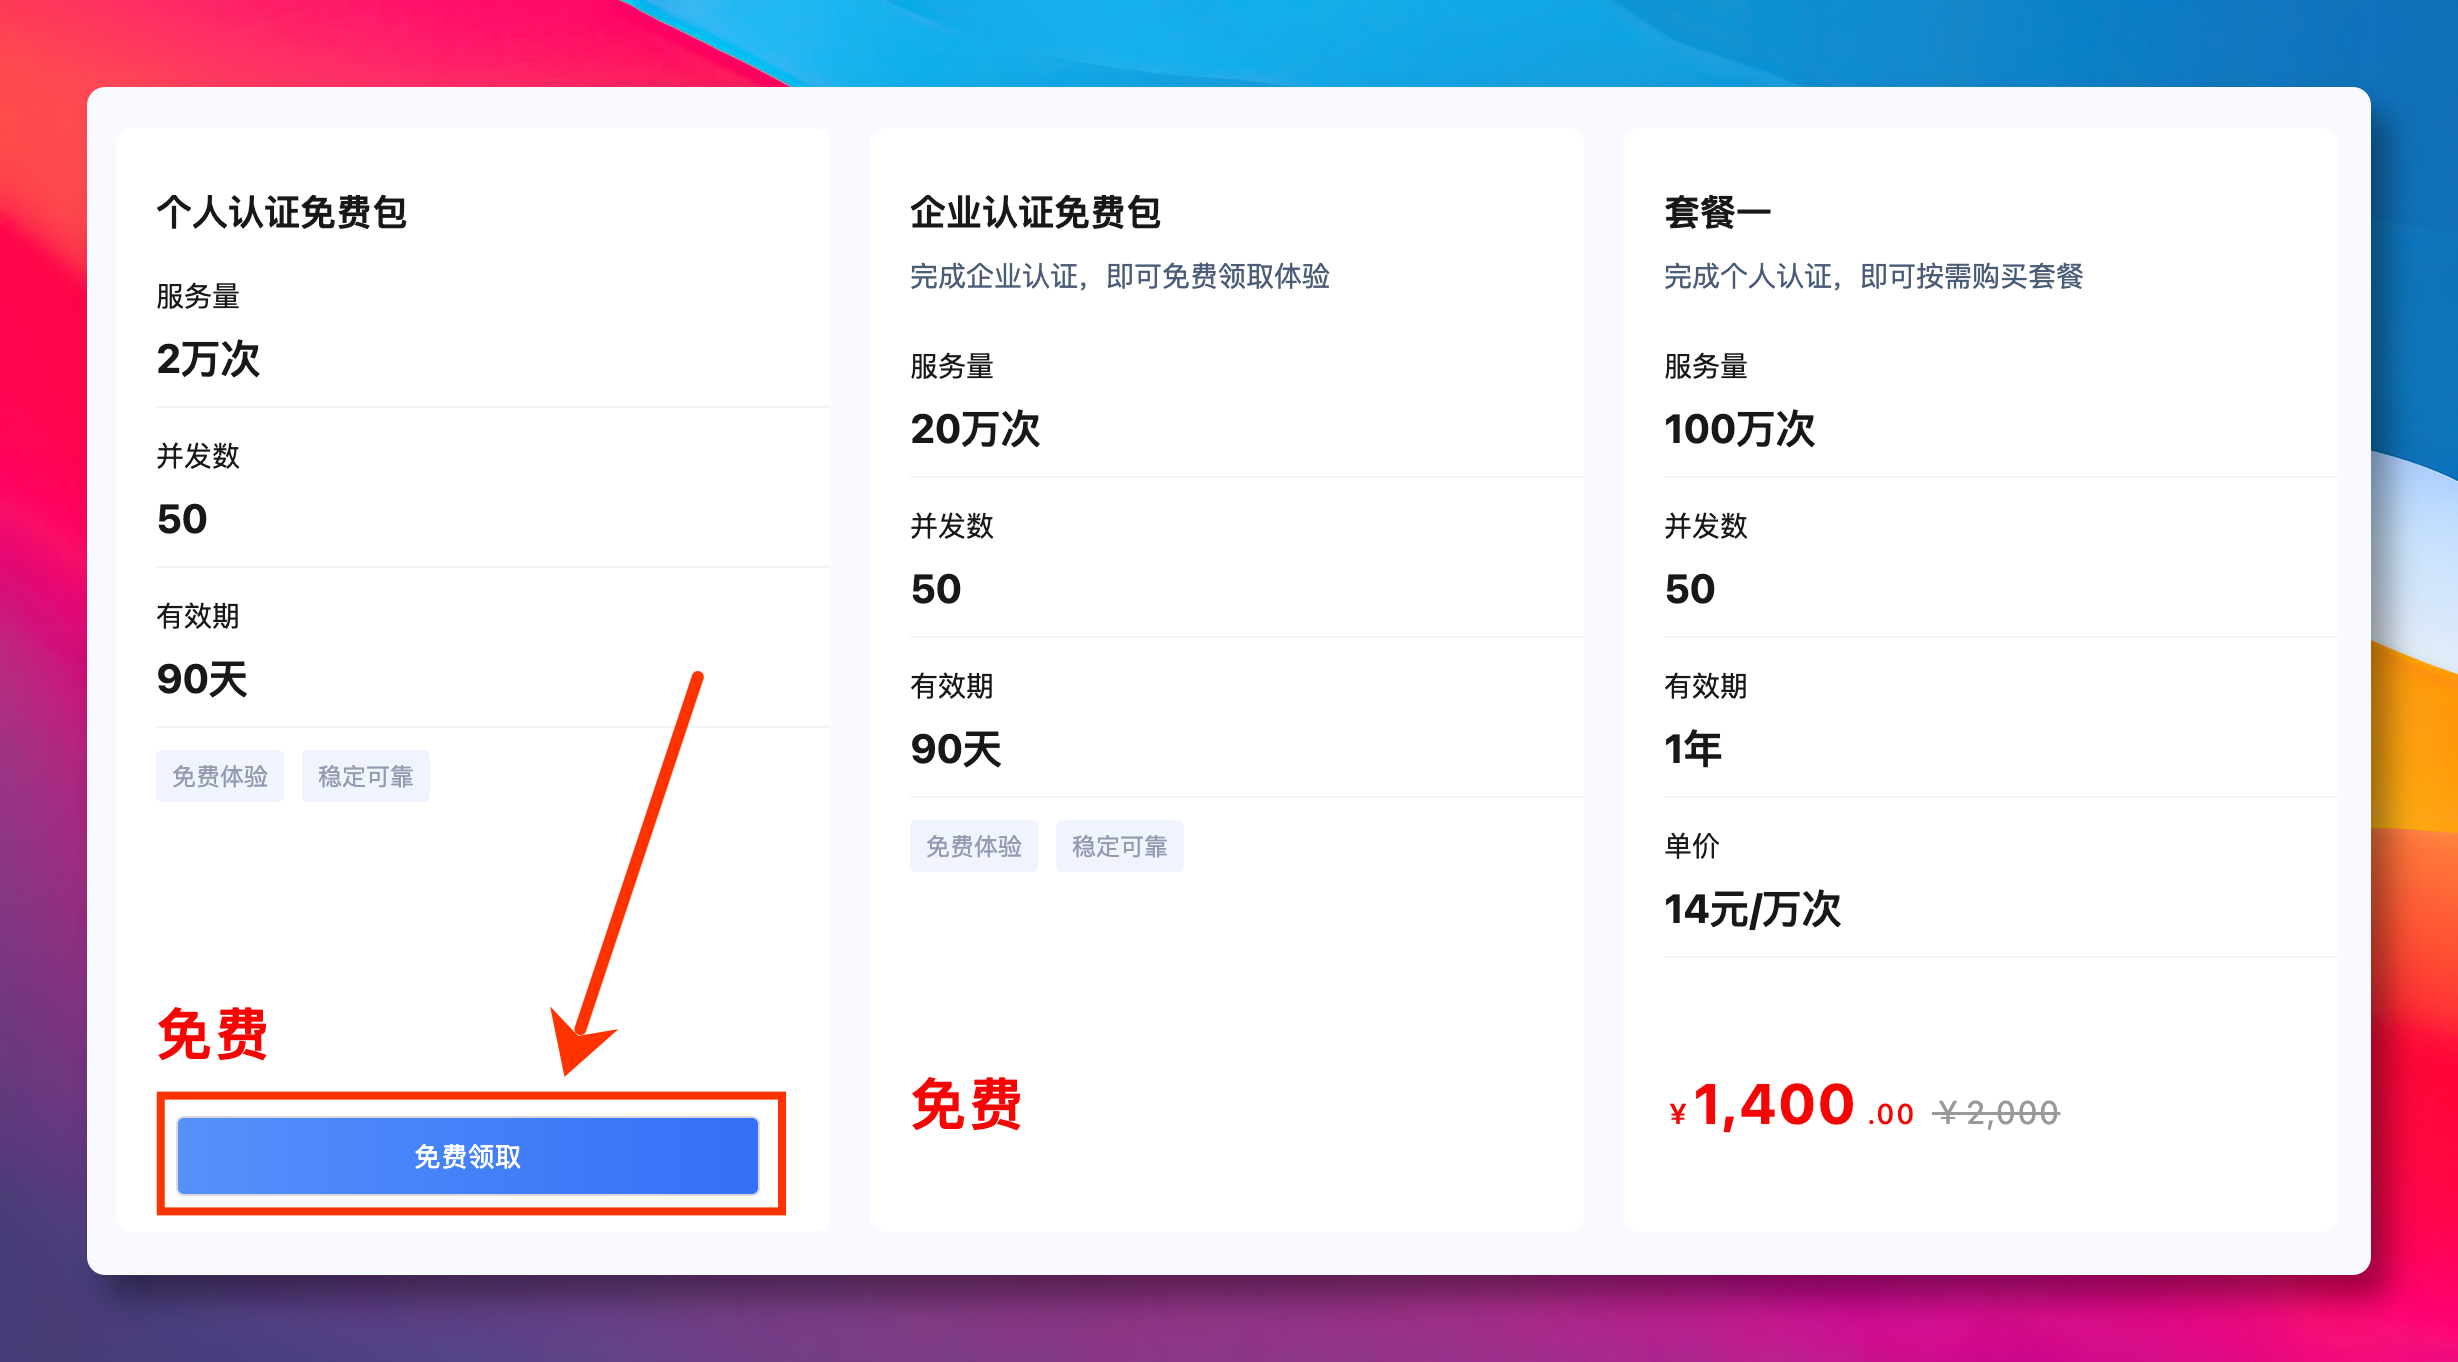 个人认证免费包
服务量
2万次
并发数
50
有效期
90天
免费体验 稳定可靠
免费
免费领取
企业认证免费包
完成企业认证，即可免费领取体验
服务量
20万次
并发数
50
有效期
90天
免费体验 稳定可靠
免费
套餐一
完成个人认证，即可按需购买套餐
服务量
100万次
并发数
50
有效期
1年
单价
14元/万次
¥1,400.00 ¥2,000